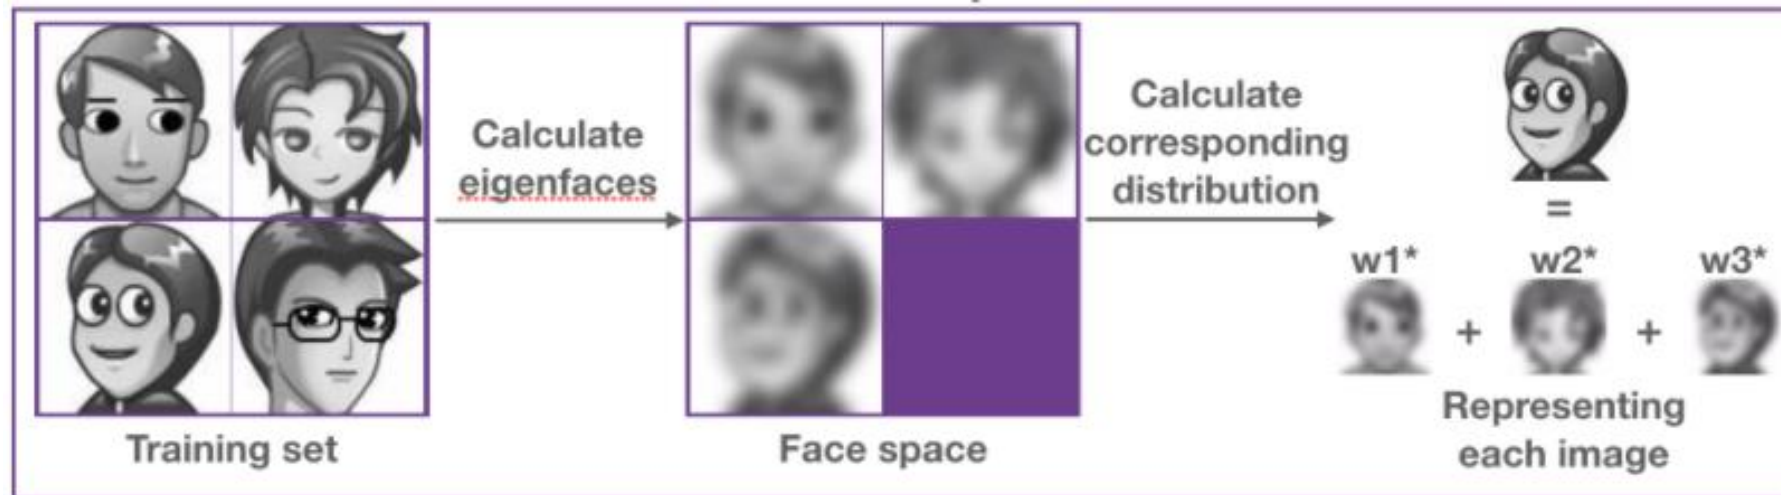 Training set
Calculate
eigenfaces
Face space
Calculate
corresponding
distribution
=
w1* w2* w3*
+ +
Representing
each image